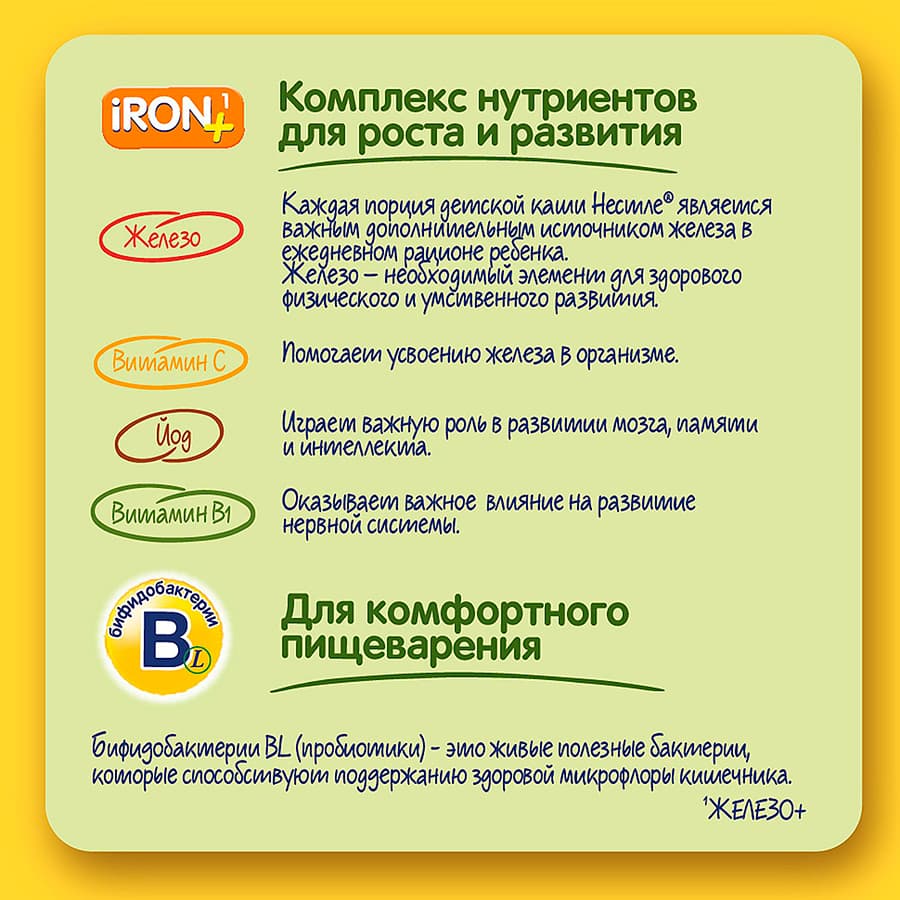 iRON+¹
Комплекс нутриентов
для роста и развития
Железо
Каждая порция детской каши Нестле® является
важным дополнительным источником железа в
ежедневном рационе ребенка.
Железо – необходимый элемент для здорового
физического и умственного развития.
Витамин С
Помогает усвоению железа в организме.
Йод
Играет важную роль в развитии мозга, памяти
и интеллекта.
Витамин В1
Оказывает важное влияние на развитие
нервной системы.
бифидобактерии
BL
Для комфортного
пищеварения
Бифидобактерии BL (пробиотики) - это живые полезные бактерии,
которые способствуют поддержанию здоровой микрофлоры кишечника.
¹ЖЕЛЕЗО+